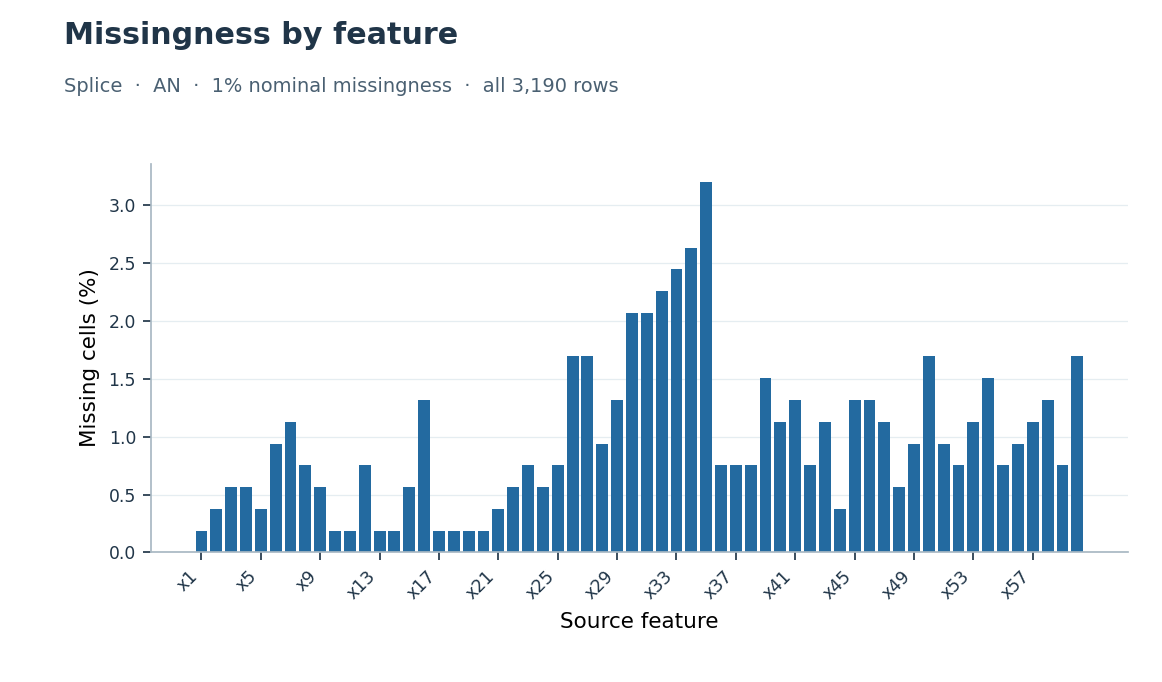 Missingness by feature
Splice · AN · 1% nominal missingness · all 3,190 rows
Missing cells (%)
3.0
2.5
2.0
1.5
1.0
0.5
0.0
x1 x5 x9 x13 x17 x21 x25 x29 x33 x37 x41 x45 x49 x53 x57
Source feature